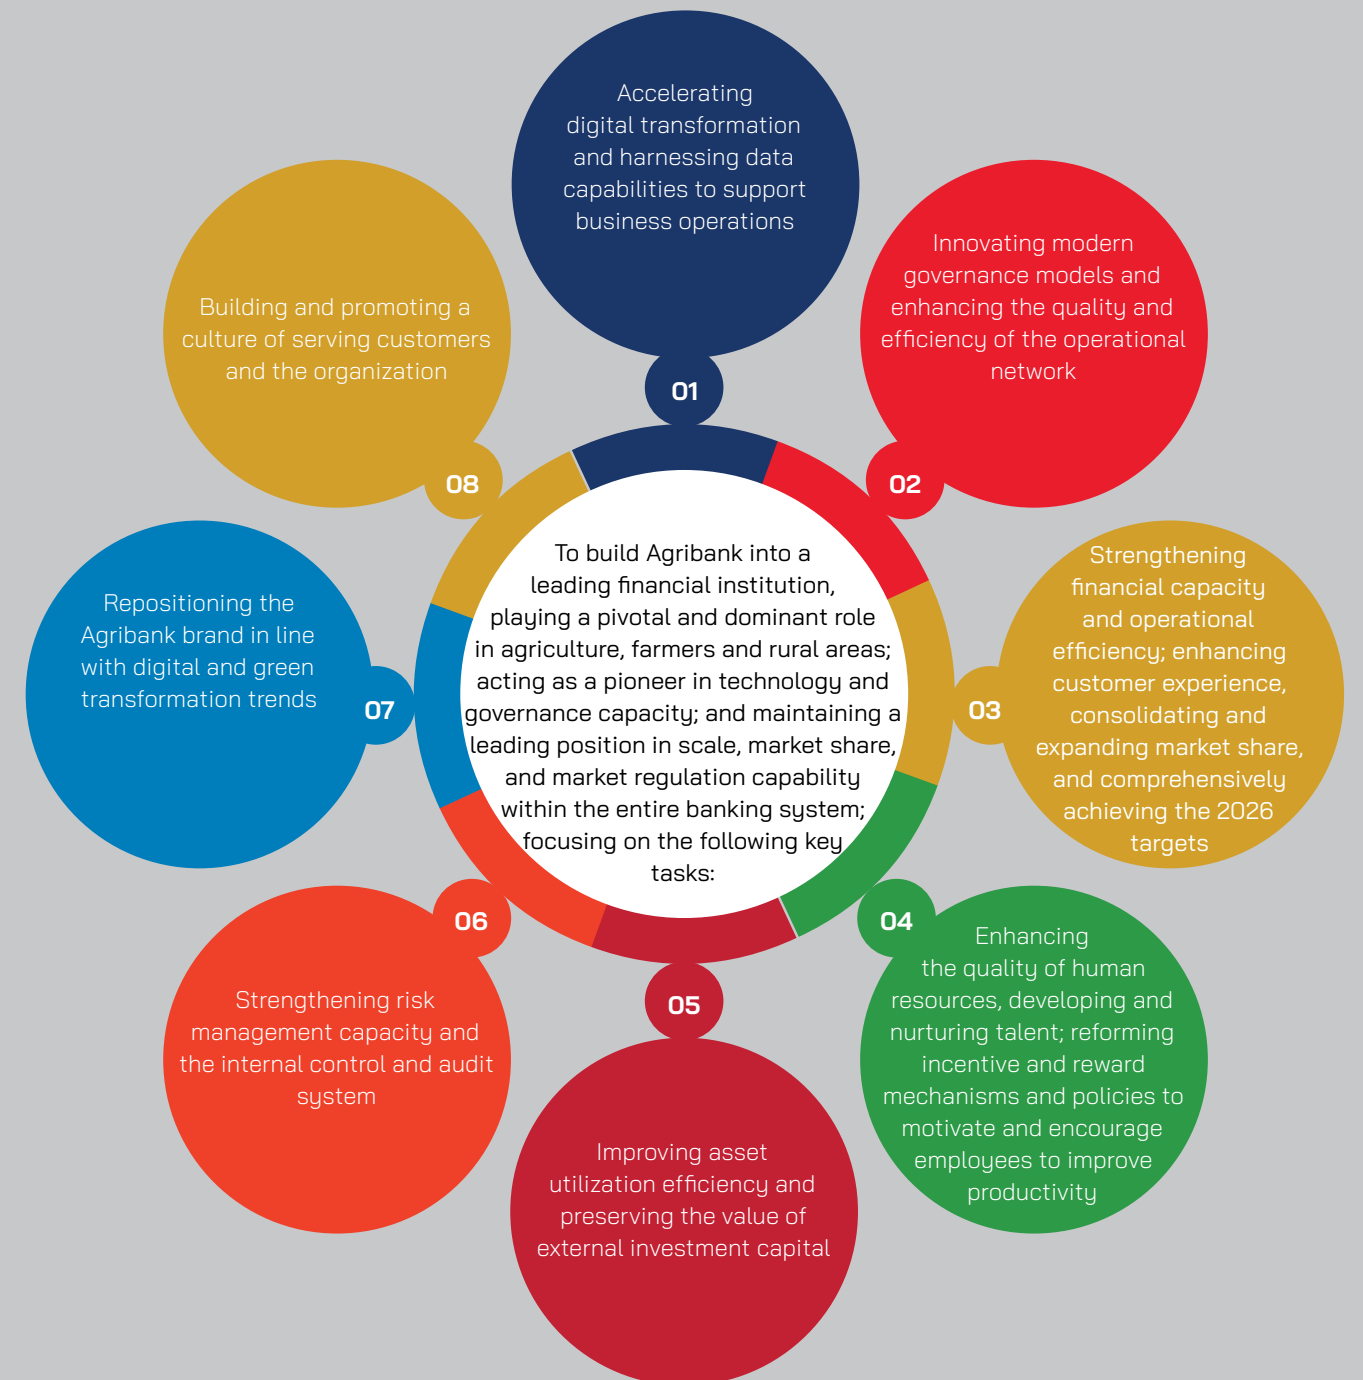 To build Agribank into a
leading financial institution,
playing a pivotal and dominant role
in agriculture, farmers and rural areas;
acting as a pioneer in technology and
governance capacity; and maintaining a
leading position in scale, market share,
and market regulation capability
within the entire banking system;
focusing on the following key
tasks:
01
Accelerating
digital transformation
and harnessing data
capabilities to support
business operations
02
Innovating modern
governance models and
enhancing the quality and
efficiency of the operational
network
03
Strengthening
financial capacity
and operational
efficiency; enhancing
customer experience,
consolidating and
expanding market share,
and comprehensively
achieving the 2026
targets
04
Enhancing
the quality of human
resources, developing and
nurturing talent; reforming
incentive and reward
mechanisms and policies to
motivate and encourage
employees to improve
productivity
05
Improving asset
utilization efficiency and
preserving the value of
external investment capital
06
Strengthening risk
management capacity and
the internal control and audit
system
07
Repositioning the
Agribank brand in line
with digital and green
transformation trends
08
Building and promoting a
culture of serving customers
and the organization